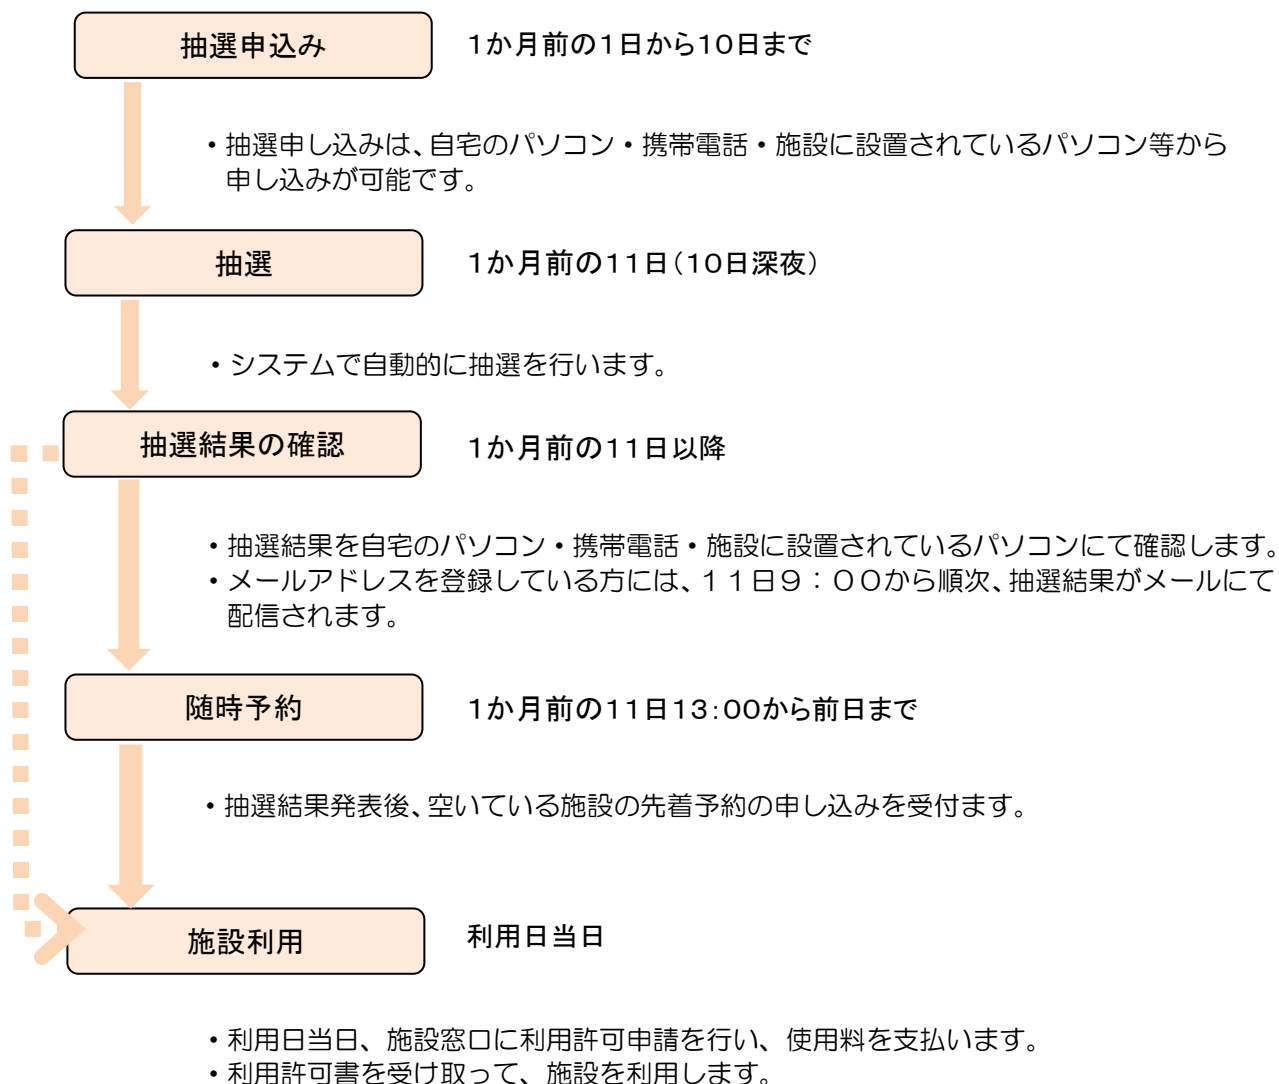 抽選申込み
1か月前の1日から10日まで
・抽選申し込みは、自宅のパソコン・携帯電話・施設に設置されているパソコン等から
申し込みが可能です。
抽選
1か月前の11日(10日深夜)
・システムで自動的に抽選を行います。
抽選結果の確認
1か月前の11日以降
・抽選結果を自宅のパソコン・携帯電話・施設に設置されているパソコンにて確認します。
・メールアドレスを登録している方には、１１日９：００から順次、抽選結果がメールにて
配信されます。
随時予約
1か月前の11日13:00から前日まで
・抽選結果発表後、空いている施設の先着予約の申し込みを受付ます。
施設利用
利用日当日
・利用日当日、施設窓口に利用許可申請を行い、使用料を支払います。
・利用許可書を受け取って、施設を利用します。